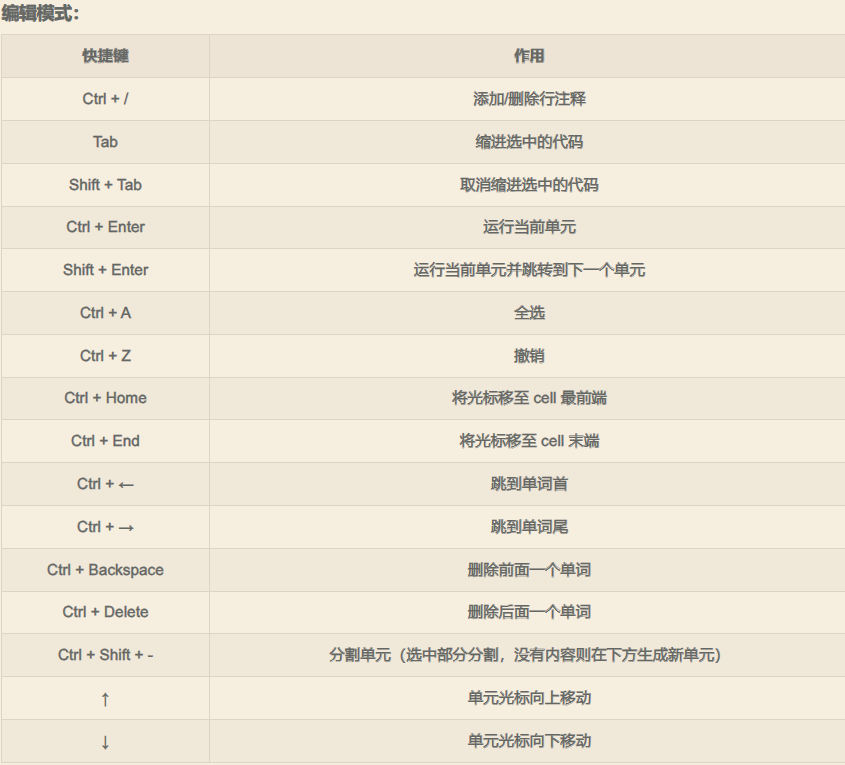 编辑模式：
快捷键 作用
Ctrl + / 添加/删除行注释
Tab 缩进选中的代码
Shift + Tab 取消缩进选中的代码
Ctrl + Enter 运行当前单元
Shift + Enter 运行当前单元并跳转到下一个单元
Ctrl + A 全选
Ctrl + Z 撤销
Ctrl + Home 将光标移至 cell 最前端
Ctrl + End 将光标移至 cell 末端
Ctrl + ← 跳到单词首
Ctrl + → 跳到单词尾
Ctrl + Backspace 删除前面一个单词
Ctrl + Delete 删除后面一个单词
Ctrl + Shift + - 分割单元（选中部分分割，没有内容则在下方生成新单元）
↑ 单元光标向上移动
↓ 单元光标向下移动